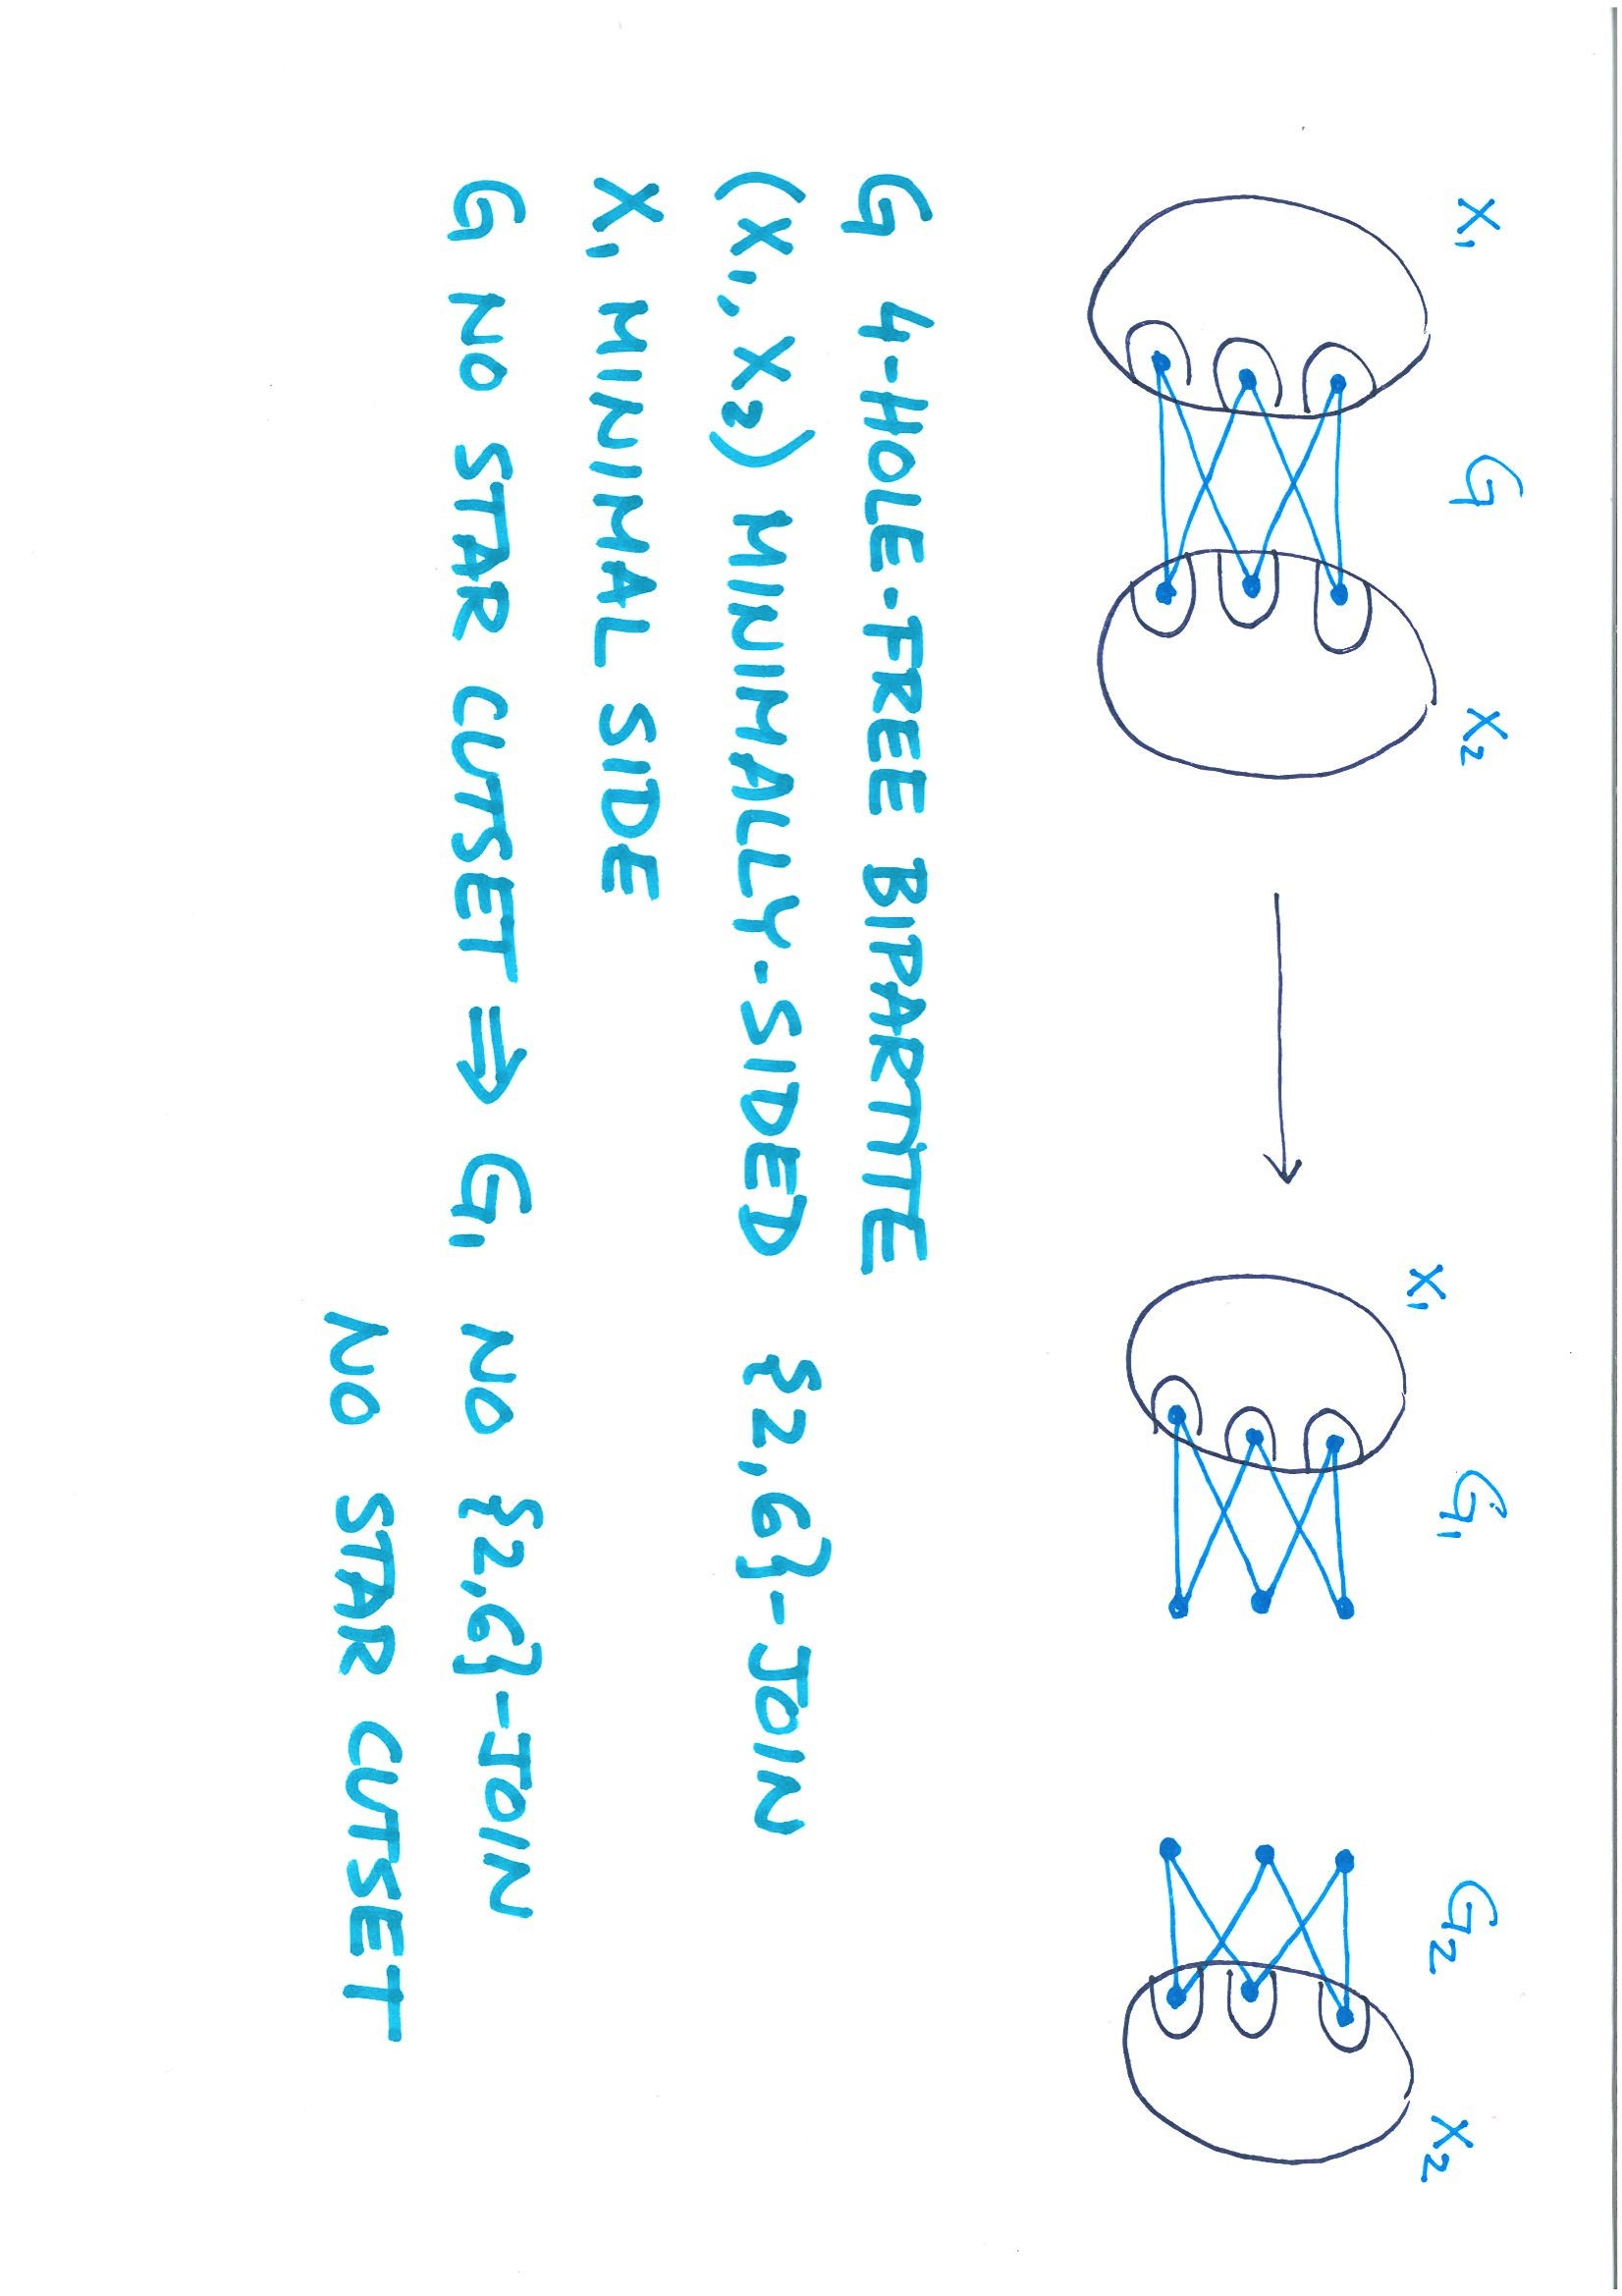 G G₁ G₂
X₁ X₂ X₁ X₂
G 4-HOLE-FREE BIPARTITE
(X₁, X₂) MINIMALLY-SIDED {2,6}-JOIN
X₁ MINIMAL SIDE
G NO STAR CUTSET ⇒ G₁ NO {2,6}-JOIN
NO STAR CUTSET